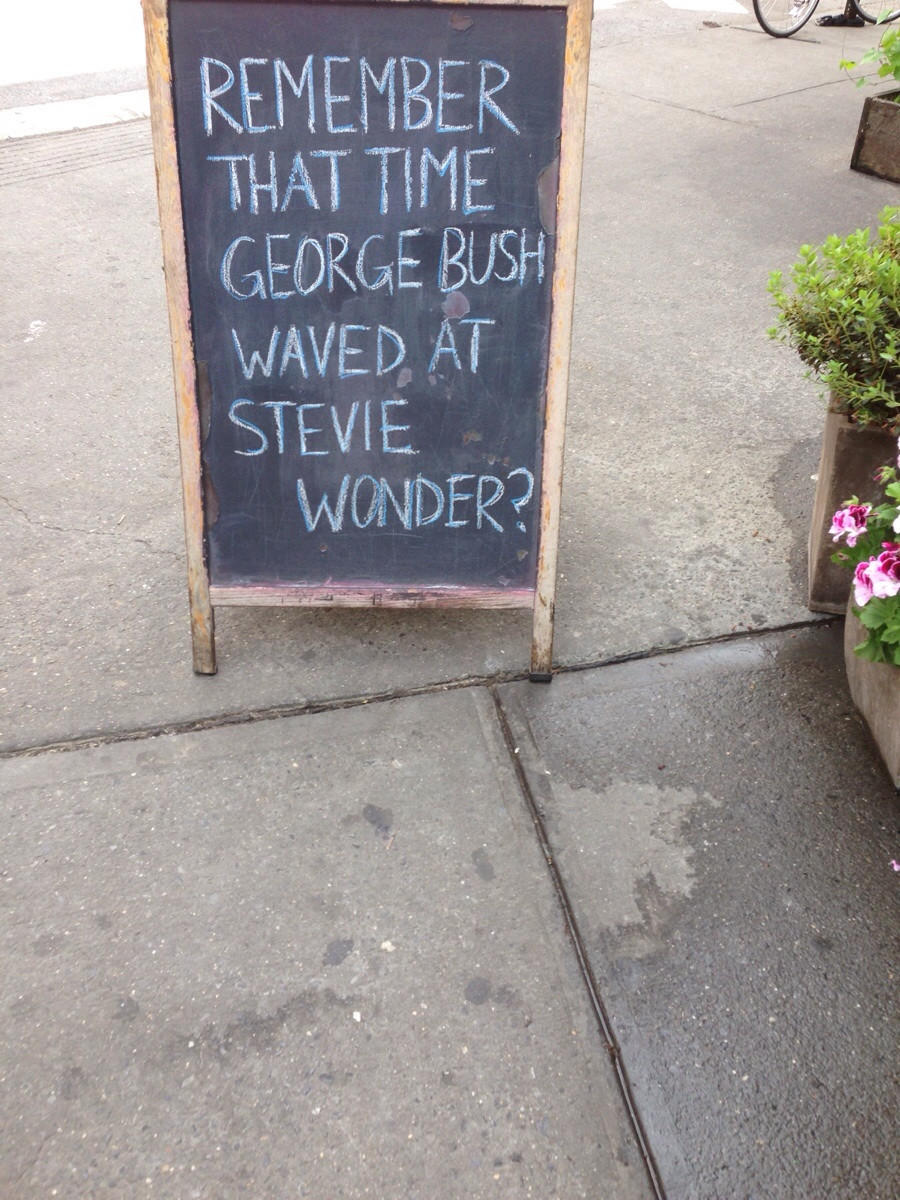 REMEMBER
THAT TIME
GEORGE BUSH
WAVED AT
STEVIE
WONDER?